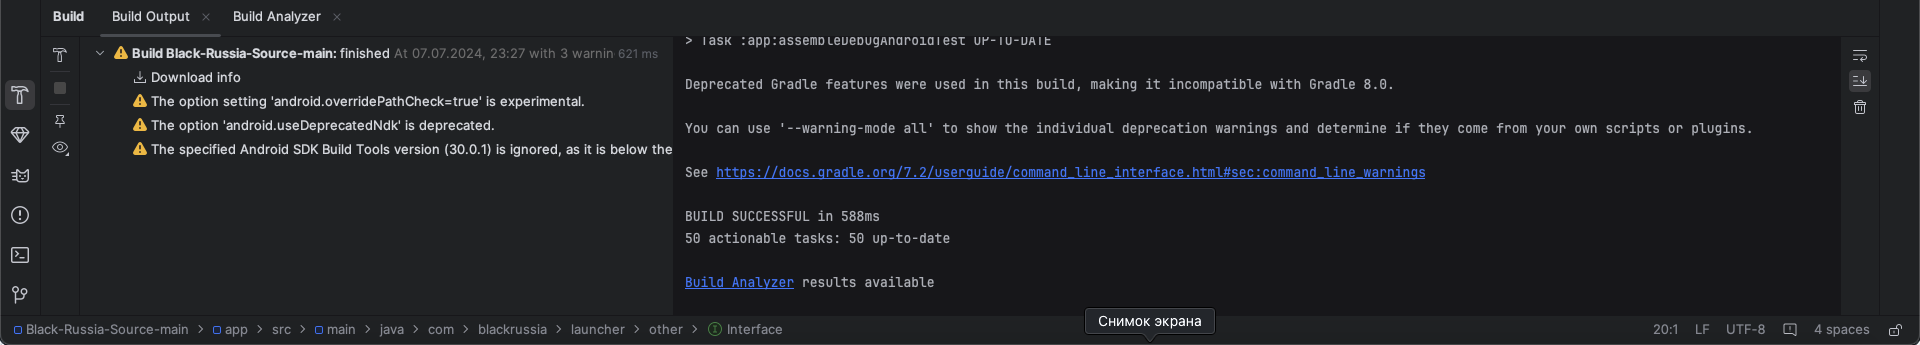 Build Build Output Build Analyzer
Build Black-Russia-Source-main: finished At 07.07.2024, 23:27 with 3 warnin 621 ms
Download info
The option setting 'android.overridePathCheck=true' is experimental.
The option 'android.useDeprecatedNdk' is deprecated.
The specified Android SDK Build Tools version (30.0.1) is ignored, as it is below the
> Task :app:assembleDebugAndroidTest UP-TO-DATE
Deprecated Gradle features were used in this build, making it incompatible with Gradle 8.0.
You can use '--warning-mode all' to show the individual deprecation warnings and determine if they come from your own scripts or plugins.
See https://docs.gradle.org/7.2/userguide/command_line_interface.html#sec:command_line_warnings
BUILD SUCCESSFUL in 588ms
50 actionable tasks: 50 up-to-date
Build Analyzer results available
Снимок экрана
Black-Russia-Source-main > app > src > main > java > com > blackrussia > launcher > other > Interface 20:1 LF UTF-8 4 spaces